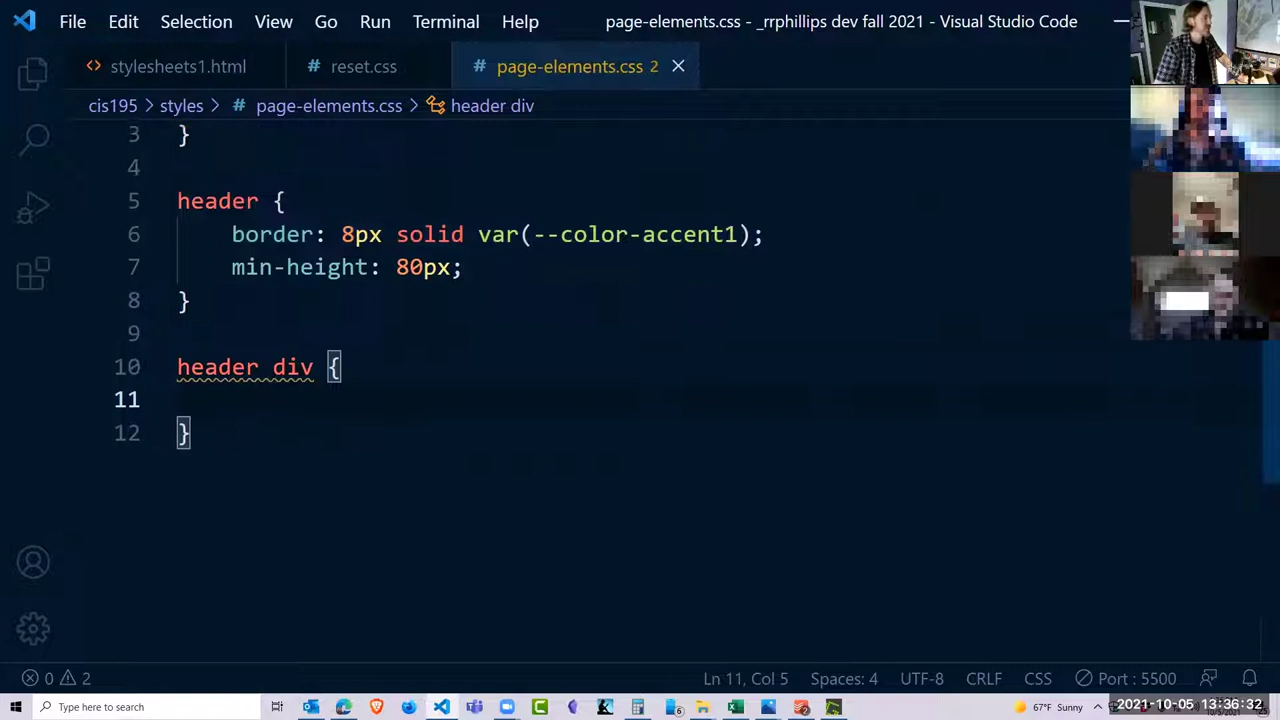 File Edit Selection View Go Run Terminal Help page-elements.css - _rrphillips dev fall 2021 - Visual Studio Code
stylesheets1.html # reset.css # page-elements.css 2
cis195 > styles > # page-elements.css > header div
3 }
4
5 header {
6 border: 8px solid var(--color-accent1);
7 min-height: 80px;
8 }
9
10 header div {
11
12 }
0 2 Ln 11, Col 5 Spaces: 4 UTF-8 CRLF CSS Port : 5500
Type here to search 67°F Sunny 2021-10-05 13:36:32